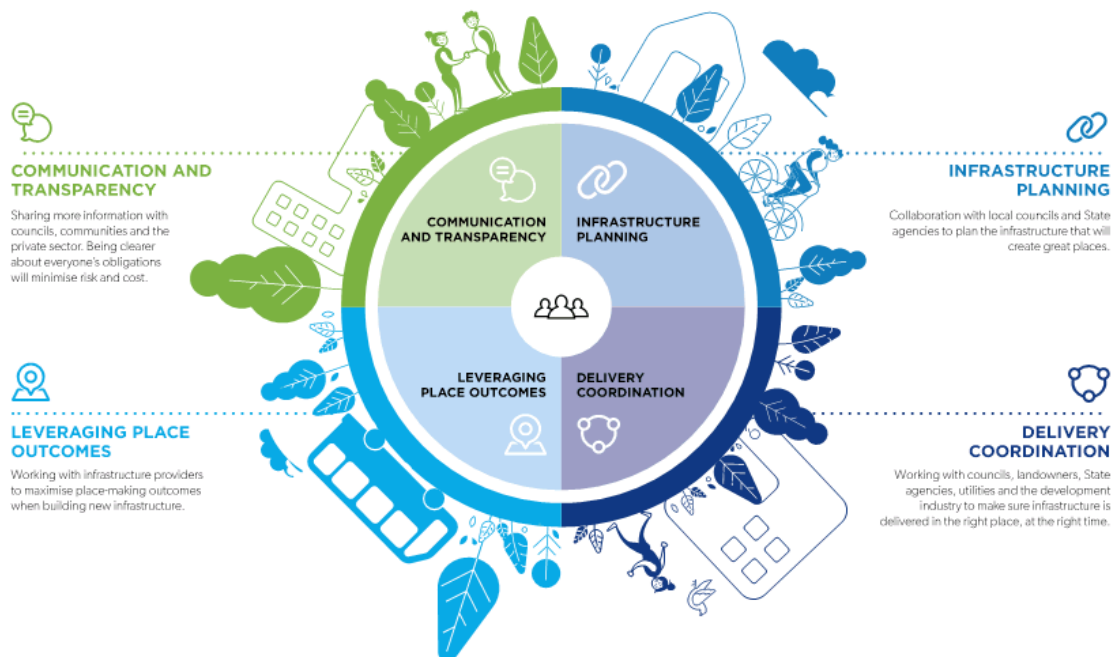 COMMUNICATION AND
TRANSPARENCY
Sharing more information with
councils, communities and the
private sector. Being clearer
about everyone's obligations
will minimise risk and cost.
INFRASTRUCTURE
PLANNING
Collaboration with local councils and State
agencies to plan the infrastructure that will
create great places.
COMMUNICATION
AND TRANSPARENCY
INFRASTRUCTURE
PLANNING
LEVERAGING
PLACE OUTCOMES
DELIVERY
COORDINATION
LEVERAGING PLACE
OUTCOMES
Working with infrastructure providers
to maximise place-making outcomes
when building new infrastructure.
DELIVERY
COORDINATION
Working with councils, landowners, State
agencies, utilities and the development
industry to make sure infrastructure is
delivered in the right place, at the right time.